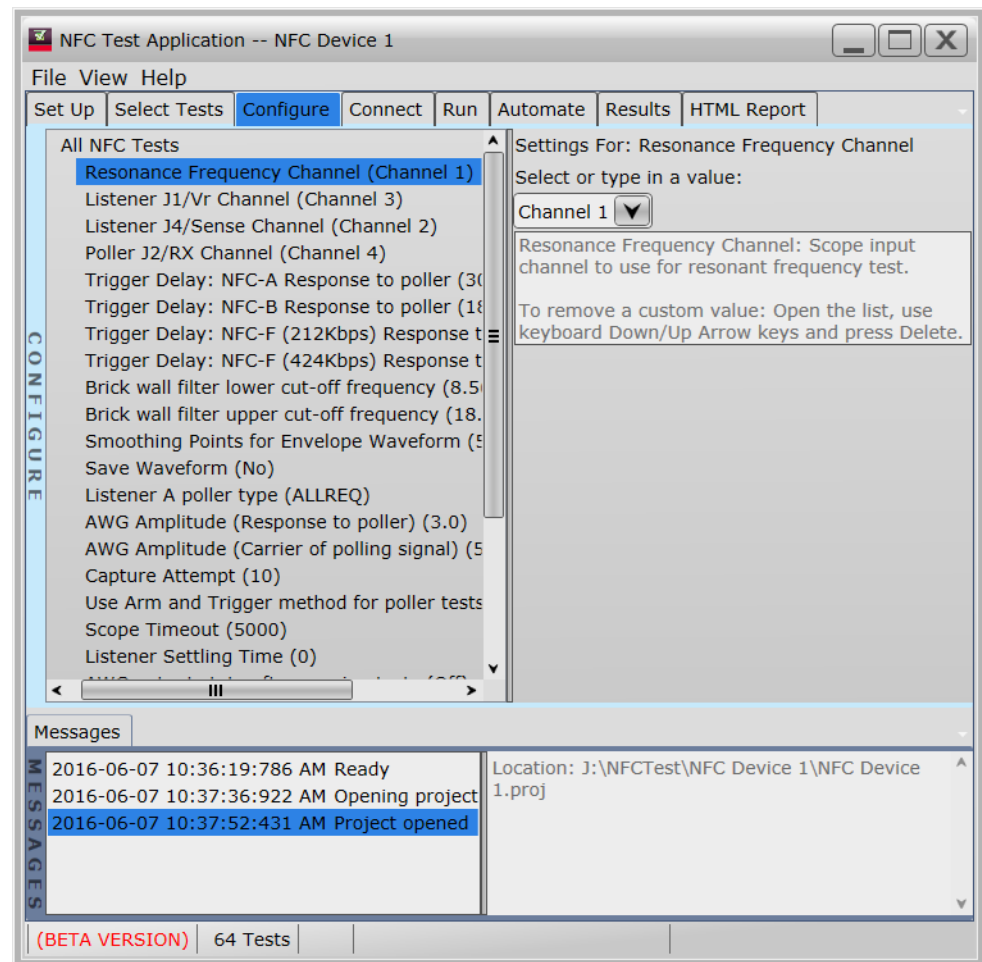 NFC Test Application -- NFC Device 1
File View Help
Set Up Select Tests Configure Connect Run Automate Results HTML Report
CONFIGURE
All NFC Tests
Resonance Frequency Channel (Channel 1)
Listener J1/Vr Channel (Channel 3)
Listener J4/Sense Channel (Channel 2)
Poller J2/RX Channel (Channel 4)
Trigger Delay: NFC-A Response to poller (30
Trigger Delay: NFC-B Response to poller (18
Trigger Delay: NFC-F (212Kbps) Response t
Trigger Delay: NFC-F (424Kbps) Response t
Brick wall filter lower cut-off frequency (8.5
Brick wall filter upper cut-off frequency (18.
Smoothing Points for Envelope Waveform (5
Save Waveform (No)
Listener A poller type (ALLREQ)
AWG Amplitude (Response to poller) (3.0)
AWG Amplitude (Carrier of polling signal) (5
Capture Attempt (10)
Use Arm and Trigger method for poller tests
Scope Timeout (5000)
Listener Settling Time (0)
Settings For: Resonance Frequency Channel
Select or type in a value:
Channel 1
Resonance Frequency Channel: Scope input
channel to use for resonant frequency test.
To remove a custom value: Open the list, use
keyboard Down/Up Arrow keys and press Delete.
Messages
MESSAGES
2016-06-07 10:36:19:786 AM Ready
2016-06-07 10:37:36:922 AM Opening project
2016-06-07 10:37:52:431 AM Project opened
Location: J:\NFCTest\NFC Device 1\NFC Device
1.proj
(BETA VERSION) 64 Tests